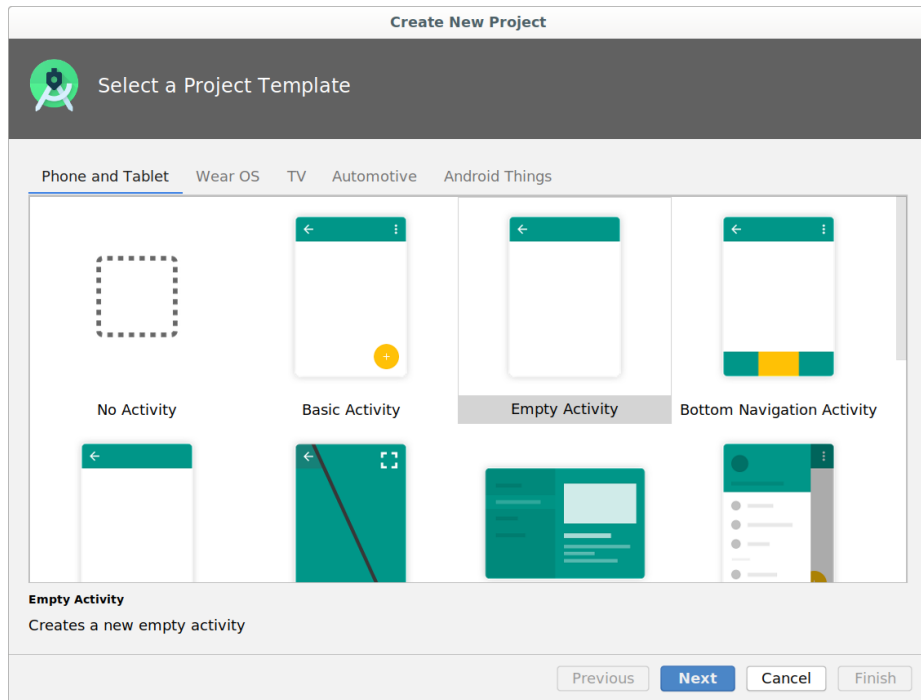 Create New Project
Select a Project Template
Phone and Tablet Wear OS TV Automotive Android Things
No Activity Basic Activity Empty Activity Bottom Navigation Activity
Empty Activity
Creates a new empty activity
Previous Next Cancel Finish